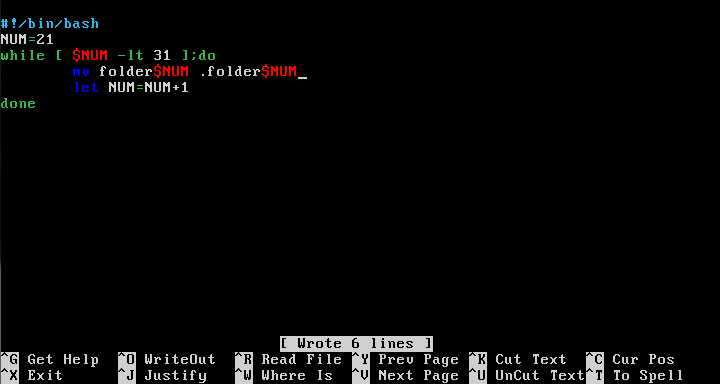 #!/bin/bash
NUM=21
while [ $NUM -lt 31 ];do
        mv folder$NUM .folder$NUM
        let NUM=NUM+1
done
[ Wrote 6 lines ]
^G Get Help  ^O WriteOut  ^R Read File ^Y Prev Page ^K Cut Text  ^C Cur Pos
^X Exit      ^J Justify   ^W Where Is  ^V Next Page ^U UnCut Text^T To Spell